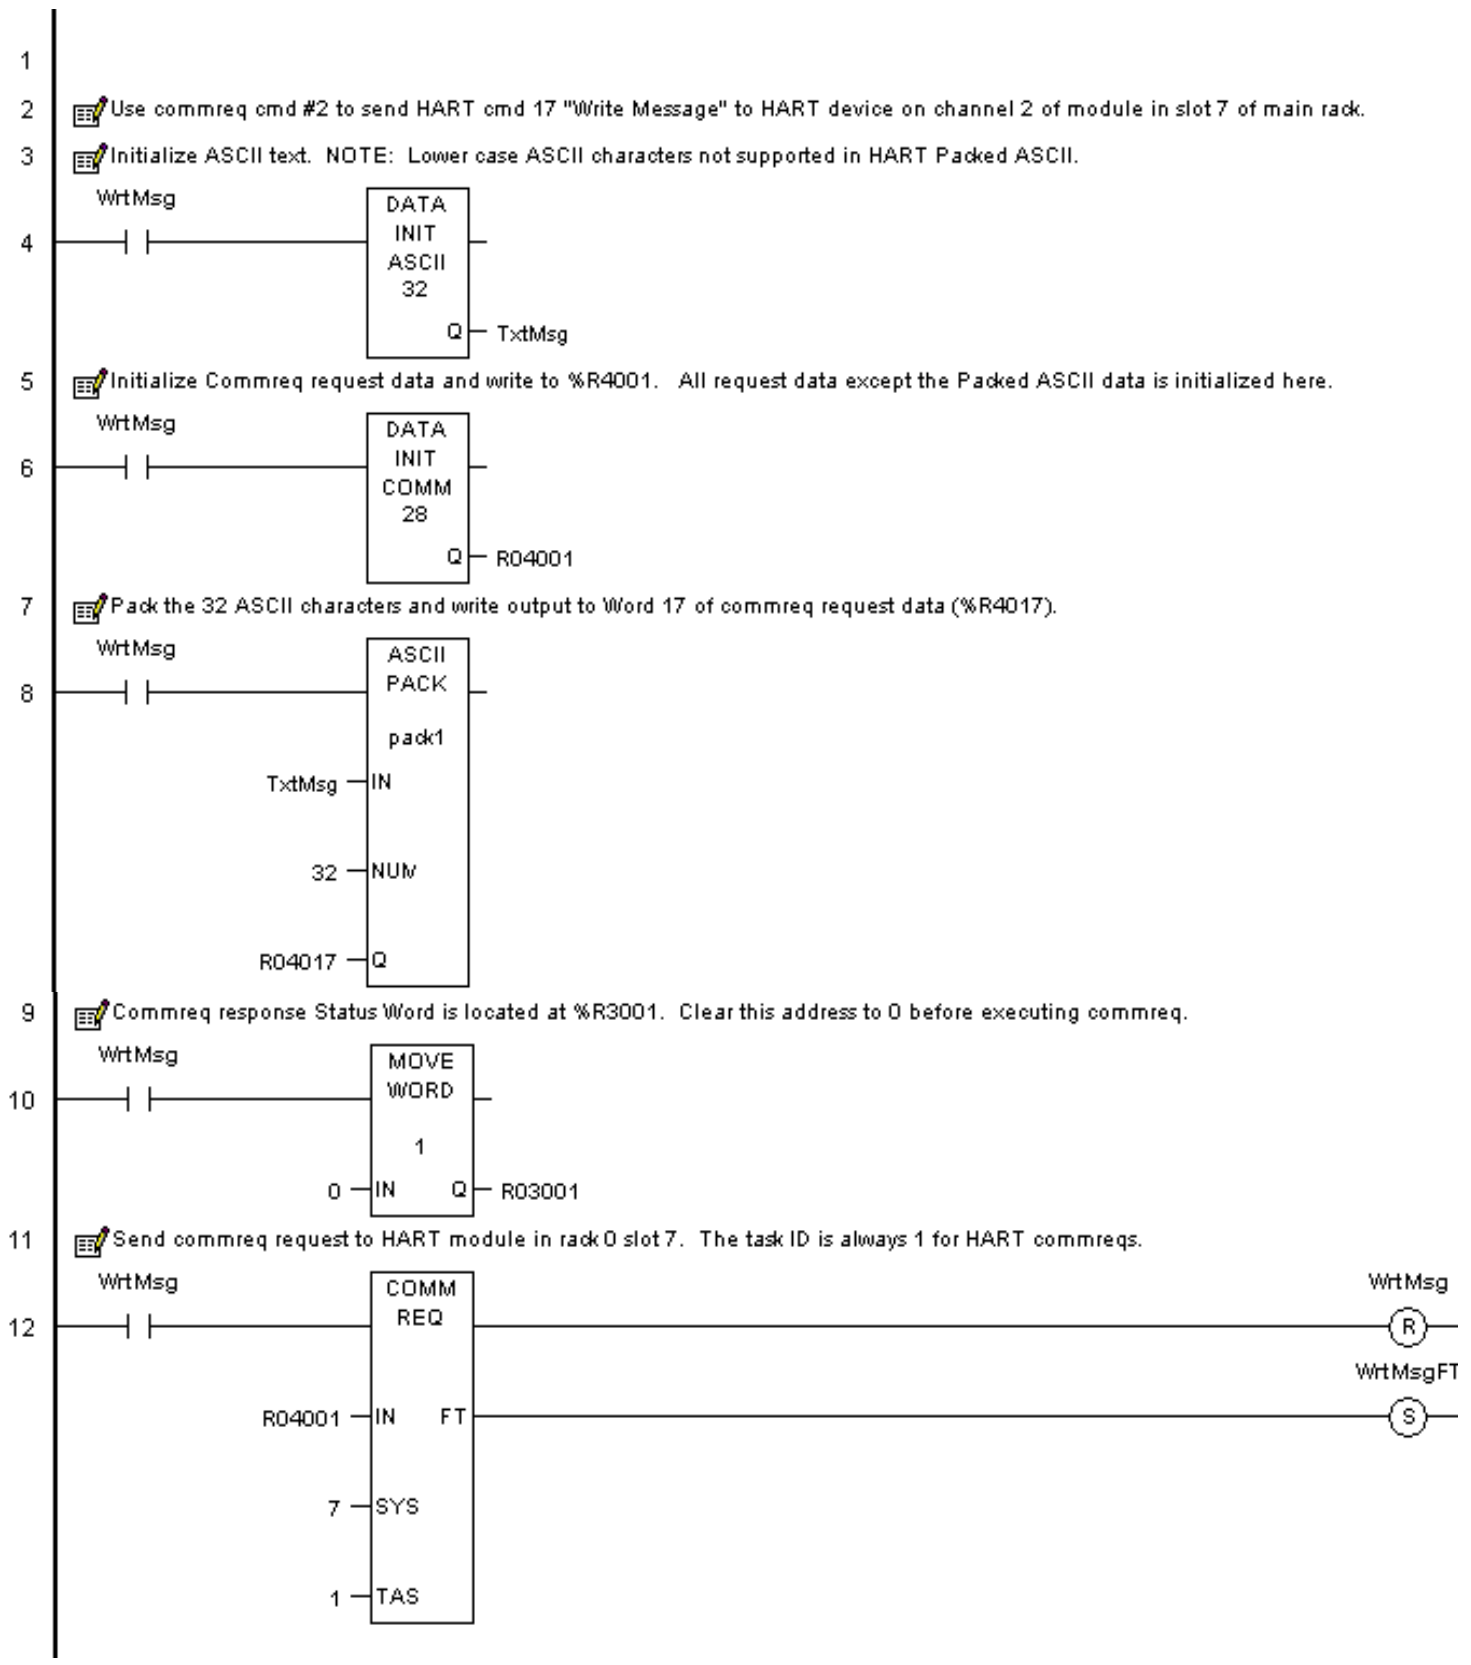 1
2 Use commreq cmd #2 to send HART cmd 17 "Write Message" to HART device on channel 2 of module in slot 7 of main rack.
3 Initialize ASCII text. NOTE: Lower case ASCII characters not supported in HART Packed ASCII.
WrtMsg
DATA
INIT
4
ASCII
32
Q TxtMsg
5 Initialize Commreq request data and write to %R4001. All request data except the Packed ASCII data is initialized here.
WrtMsg
DATA
INIT
6
COMM
28
Q R04001
7 Pack the 32 ASCII characters and write output to Word 17 of commreq request data (%R4017).
WrtMsg
ASCII
PACK
8
pack1
TxtMsg IN
32 NUM
R04017 Q
9 Commreq response Status Word is located at %R3001. Clear this address to 0 before executing commreq.
WrtMsg
MOVE
WORD
10
1
0 IN Q R03001
11 Send commreq request to HART module in rack 0 slot 7. The task ID is always 1 for HART commreqs.
WrtMsg WrtMsg
COMM
REQ
12 R
WrtMsgFT
R04001 IN FT S
7 SYS
1 TAS